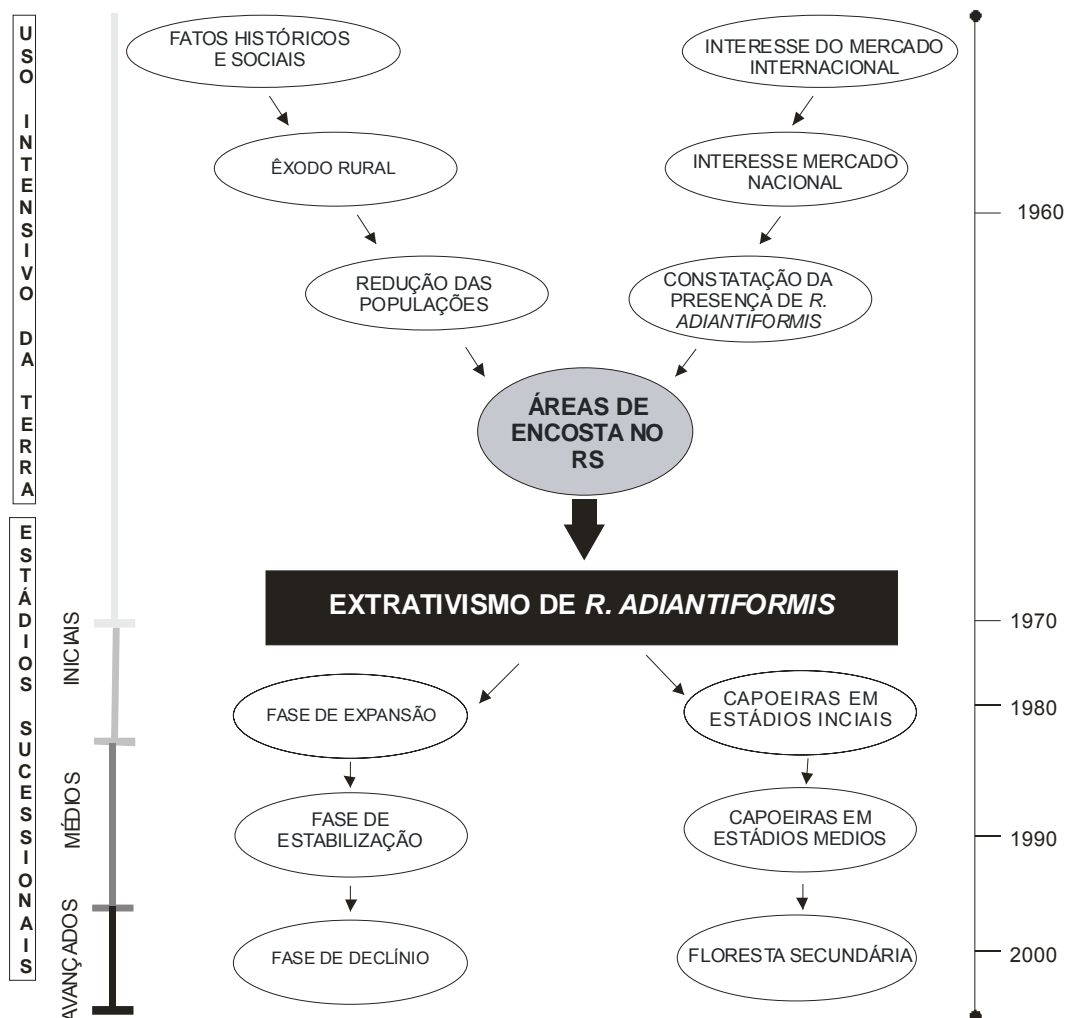 USO INTENSIVO DA TERRA
ESTÁDIOS SUCESSIONAIS
INICIAIS
MÉDIOS
AVANÇADOS
FATOS HISTÓRICOS
E SOCIAIS
ÊXODO RURAL
REDUÇÃO DAS
POPULAÇÕES
INTERESSE DO MERCADO
INTERNACIONAL
INTERESSE MERCADO
NACIONAL
CONSTATAÇÃO DA
PRESENÇA DE R.
ADIANTIFORMIS
ÁREAS DE
ENCOSTA NO
RS
EXTRATIVISMO DE R. ADIANTIFORMIS
FASE DE EXPANSÃO
FASE DE
ESTABILIZAÇÃO
FASE DE DECLÍNIO
CAPOEIRAS EM
ESTÁDIOS INCIAIS
CAPOEIRAS EM
ESTÁDIOS MEDIOS
FLORESTA SECUNDÁRIA
1960
1970
1980
1990
2000